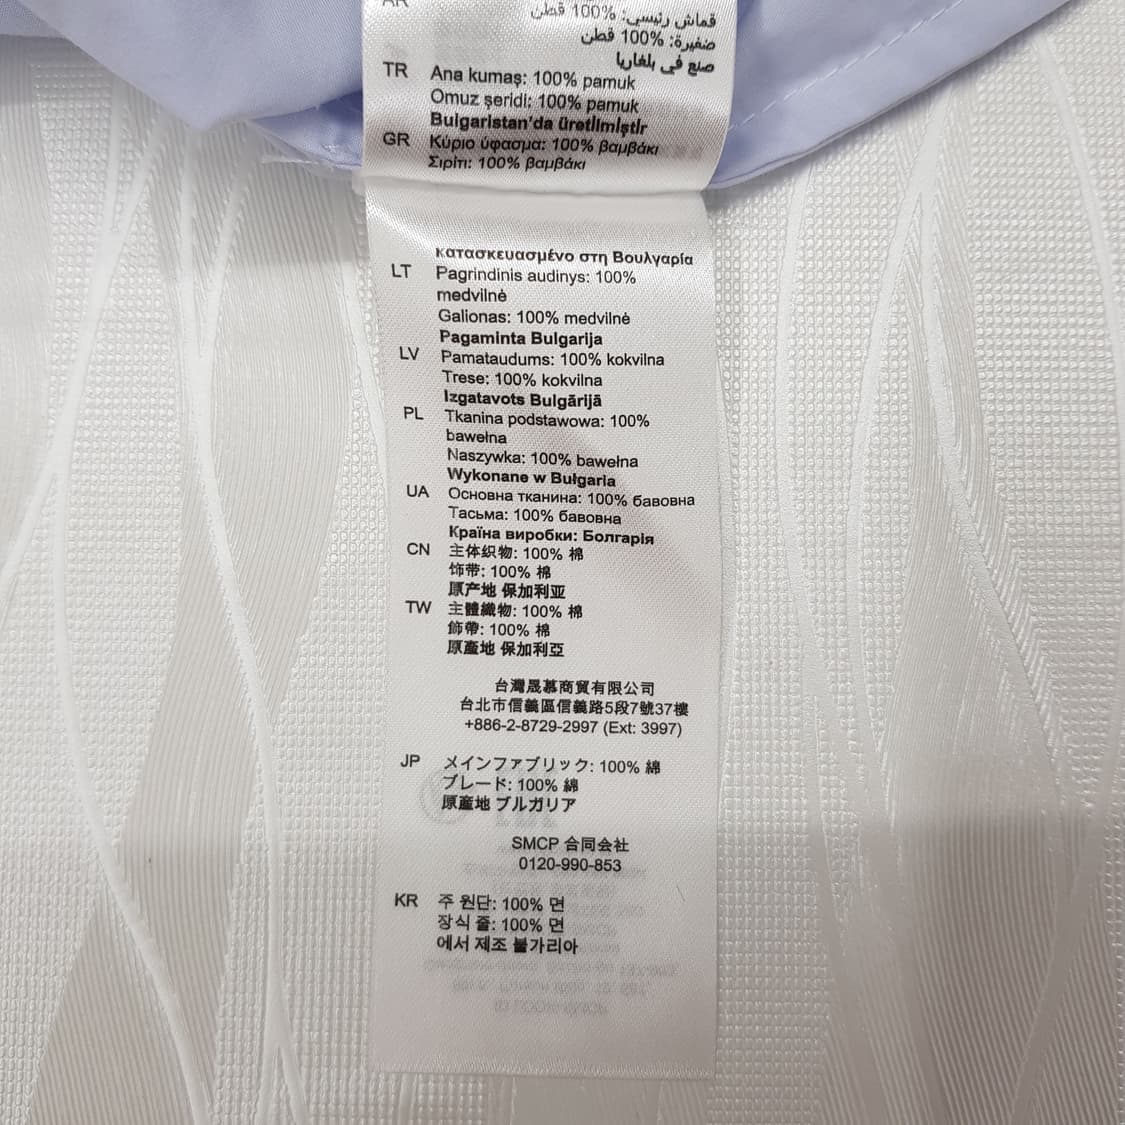 قماش رئيسي: 100% قطن
ضفيرة: 100% قطن
صنع في بلغاريا
TR Ana kumaş: 100% pamuk
Omuz şeridi: 100% pamuk
Bulgaristan'da üretilmiştir
GR Κύριο ύφασμα: 100% βαμβάκι
Σιρίτι: 100% βαμβάκι
κατασκευασμένο στη Βουλγαρία
LT Pagrindinis audinys: 100%
medvilnė
Galionas: 100% medvilnė
Pagaminta Bulgarija
LV Pamataudums: 100% kokvilna
Trese: 100% kokvilna
Izgatavots Bulgārijā
PL Tkanina podstawowa: 100%
bawełna
Naszywka: 100% bawełna
Wykonane w Bułgaria
UA Основна тканина: 100% бавовна
Тасьма: 100% бавовна
Країна виробки: Болгарія
CN 主体织物: 100% 棉
饰带: 100% 棉
原产地 保加利亚
TW 主體織物: 100% 棉
飾帶: 100% 棉
原產地 保加利亞
台灣晟慕商貿有限公司
台北市信義區信義路5段7號37樓
+886-2-8729-2997 (Ext: 3997)
JP メインファブリック: 100% 綿
ブレード: 100% 綿
原産地 ブルガリア
SMCP 合同会社
0120-990-853
KR 주 원단: 100% 면
장식 줄: 100% 면
에서 제조 불가리아